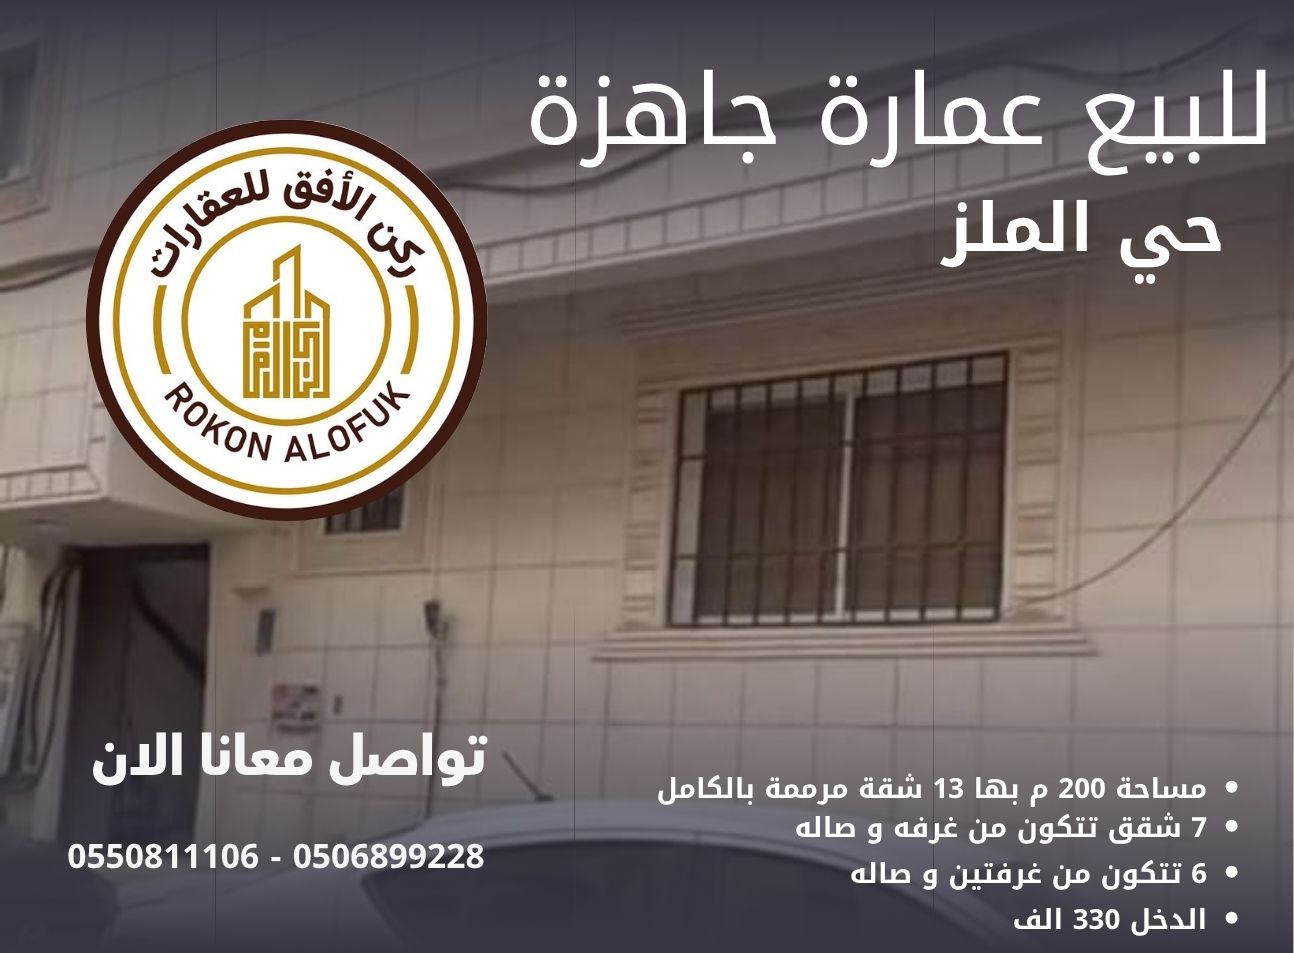 للبيع عمارة جاهزة
حي الملز
ركن الأفق للعقارات
ROKON ALOFUK
مساحة 200 م بها 13 شقة مرممة بالكامل
7 شقق تتكون من غرفه و صاله
6 تتكون من غرفتين و صاله
الدخل 330 الف
تواصل معانا الان
0550811106 - 0506899228